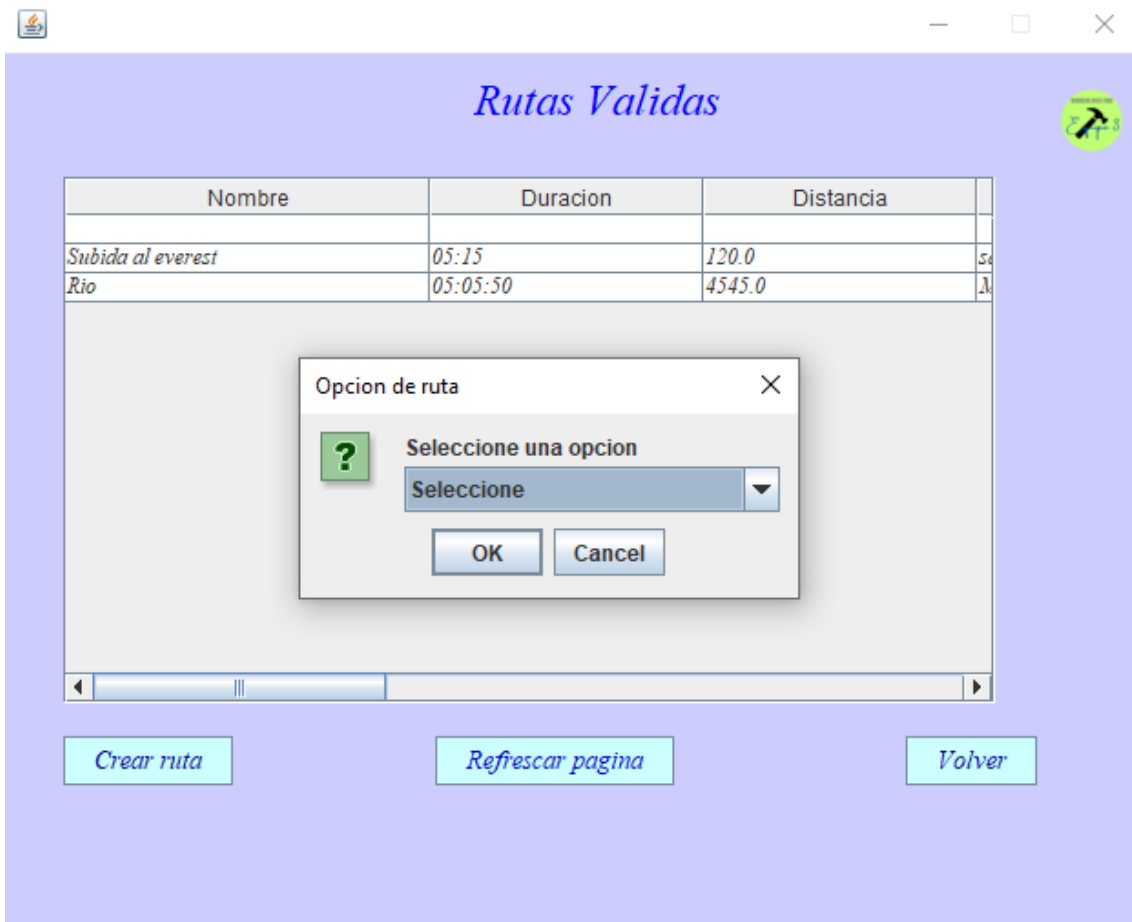 Rutas Validas
Nombre Duracion Distancia
Subida al everest 05:15 120.0
Rio 05:05:50 4545.0
Opcion de ruta
? Seleccione una opcion
Seleccione
OK Cancel
Crear ruta Refrescar pagina Volver